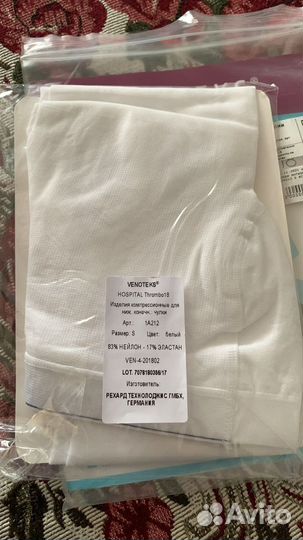 VENOTEKS®
HOSPITAL Thrombo18
Изделия компрессионные для
ниж. конечн.: чулки
Арт.: 1А212
Размер: S Цвет: белый
83% НЕЙЛОН - 17% ЭЛАСТАН
VEN-4-201802
LOT. 7078180386/17
Изготовитель:
РЕХАРД ТЕХНОЛОДЖИС ГМБХ,
ГЕРМАНИЯ
Avito